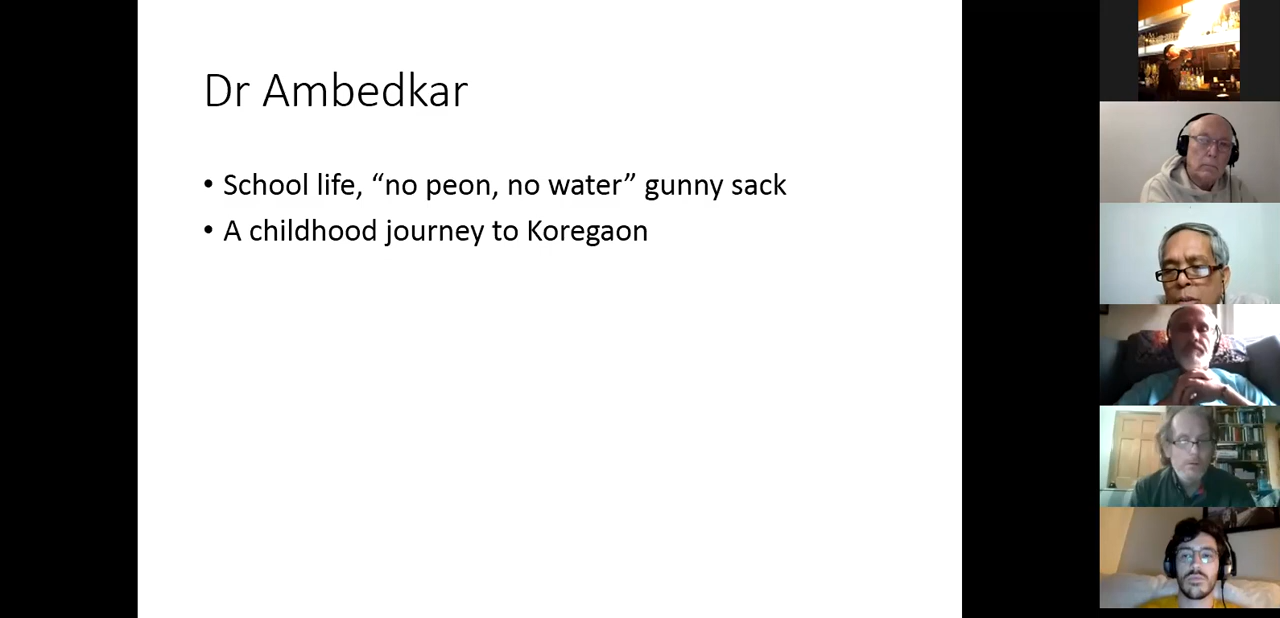 Dr Ambedkar
• School life, “no peon, no water” gunny sack
• A childhood journey to Koregaon